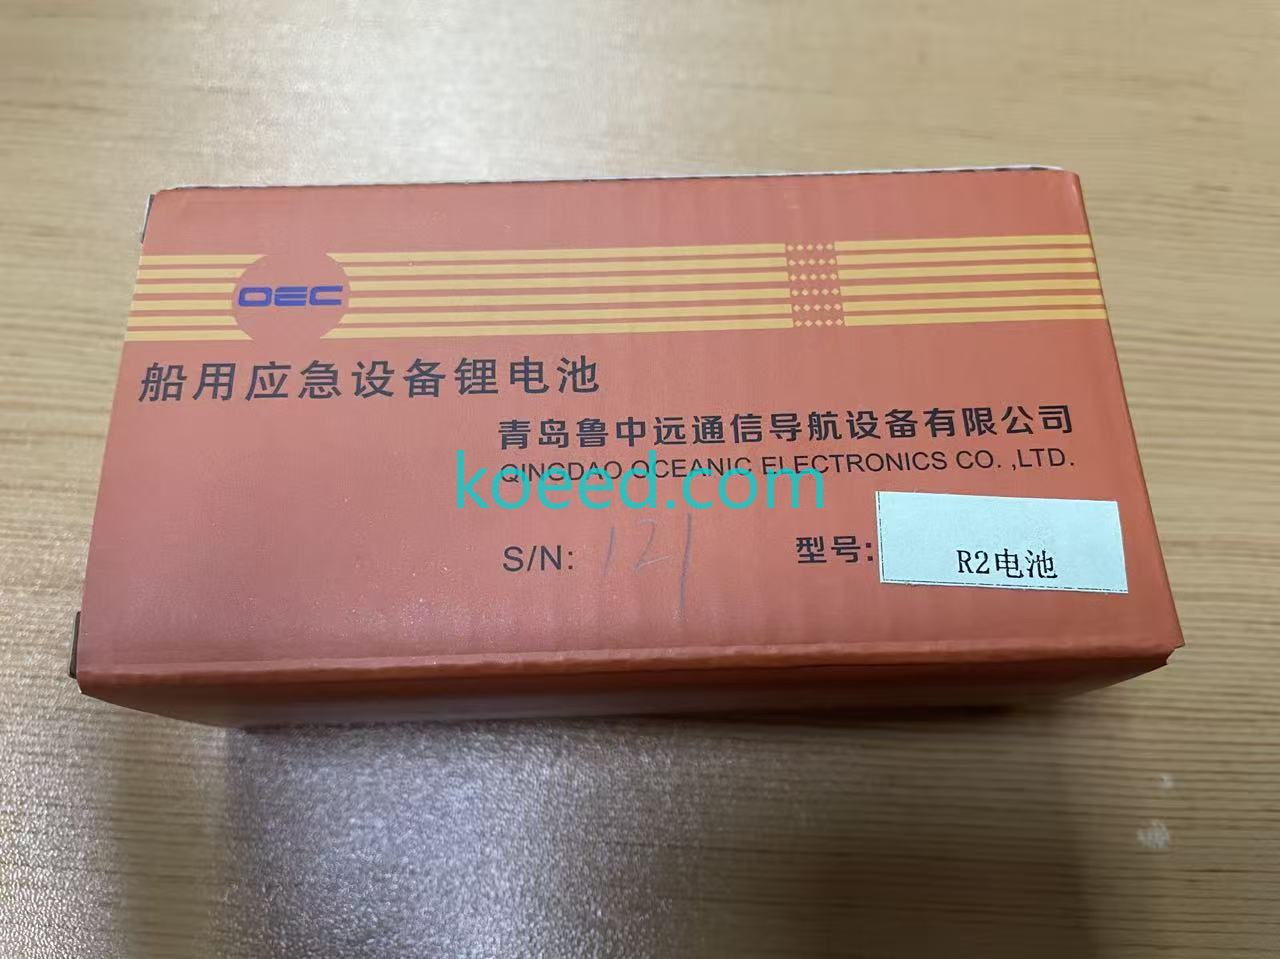 OEC
船用应急设备锂电池
青岛鲁中远通信导航设备有限公司
QINGDAO OCEANIC ELECTRONICS CO. ,LTD.
koeed.com
S/N: 121
型号:
R2电池